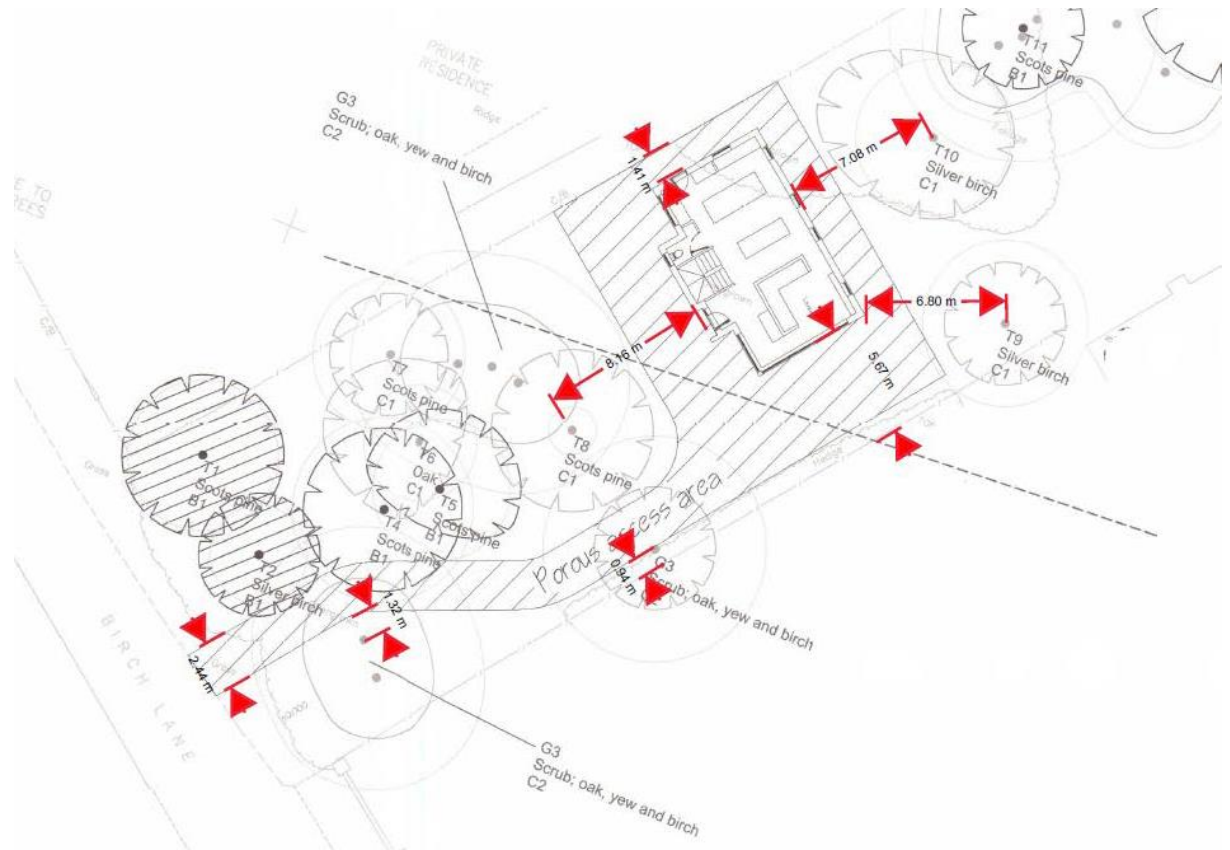 PRIVATE
RESIDENCE
Ridge
G3
Scrub; oak, yew and birch
C2
T11
Scots pine
B1
1.41 m
7.08 m
T10
Silver birch
C1
6.80 m
T9
Silver birch
C1
8.16 m
5.67 m
T7
Scots pine
C1
T8
Scots pine
C1
T6
Oak
C1
T5
Scots pine
B1
T4
Scots pine
B1
T1
Scots pine
B1
T2
Silver birch
B1
Hedge
Porous access area
0.94 m
G3
Scrub; oak, yew and birch
1.32 m
2.44 m
Grass
BIRCH LANE
G3
Scrub; oak, yew and birch
C2